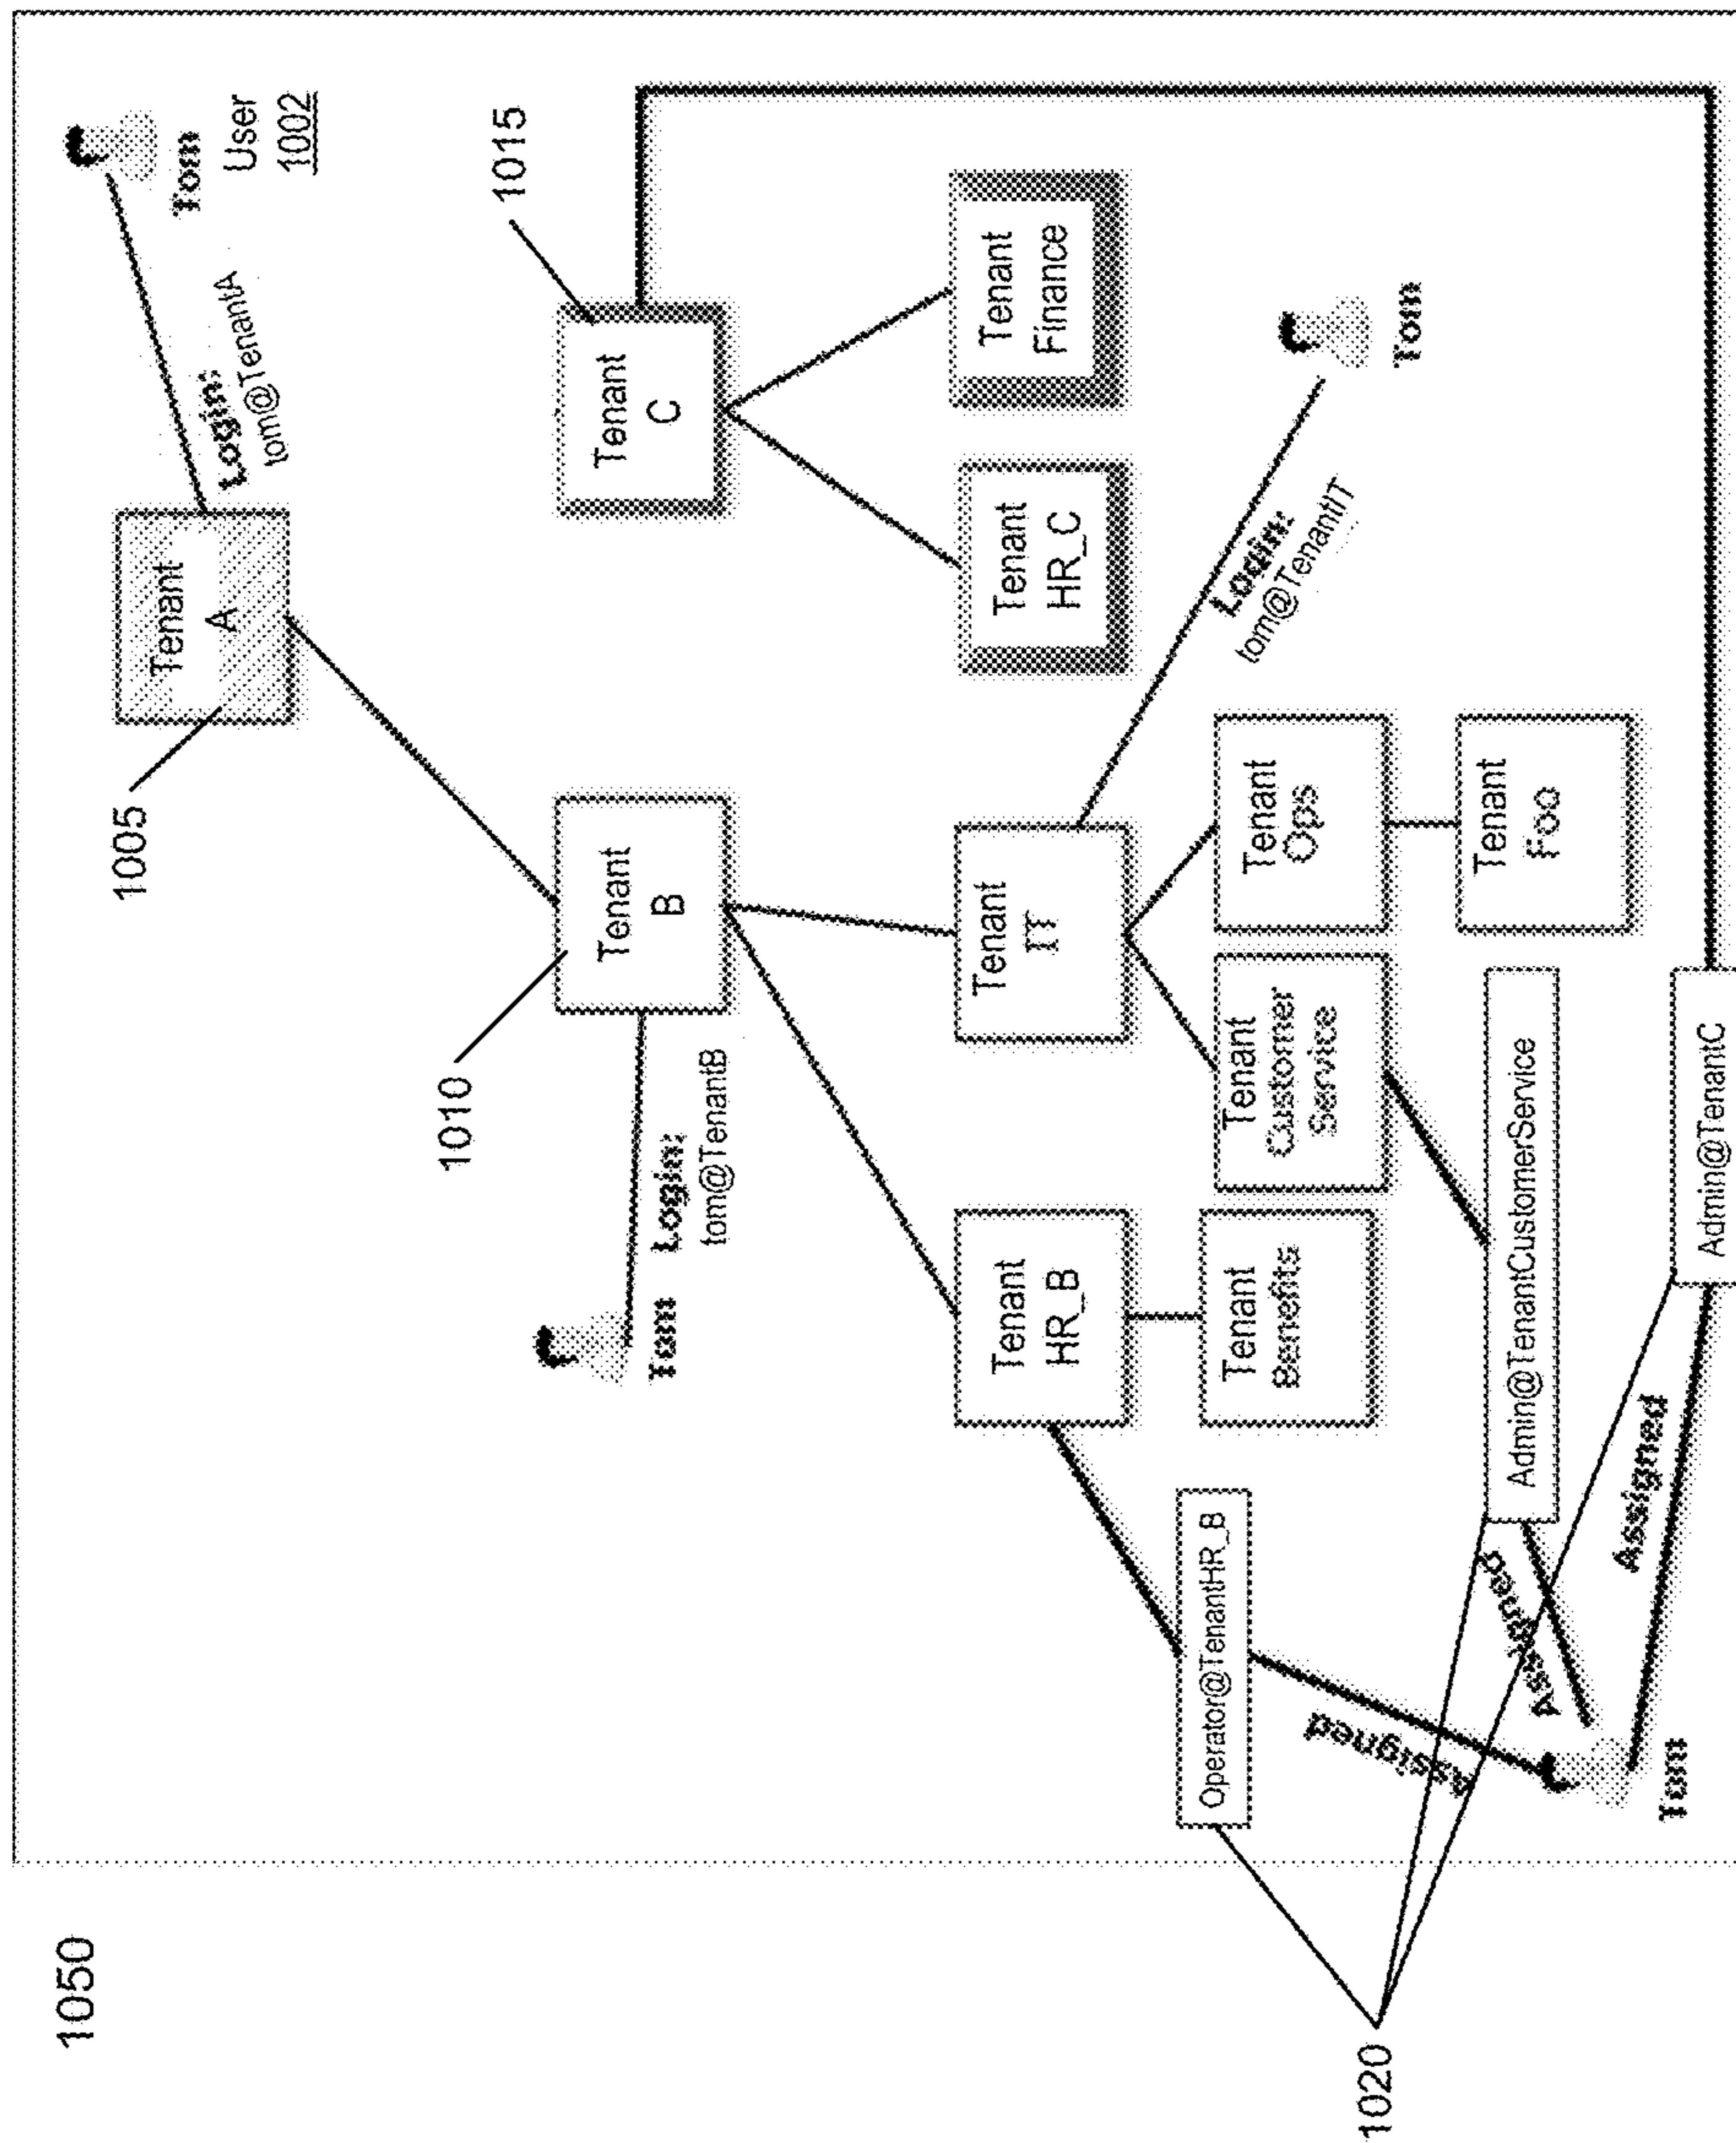 1050
Tom
User
1002
Login:
tom@TenantA
Tenant
A
1005
1015
Tenant
C
Tenant
HR_C
Tenant
Finance
1010
Tenant
B
Tom
Login:
tom@TenantB
Tenant
HR_B
Tenant
IT
Login:
tom@TenantIT
Tom
Tenant
Benefits
Tenant
Customer
Service
Tenant
Ops
Tenant
Foo
Operator@TenantHR_B
Assigned
Admin@TenantCustomerService
Assigned
Assigned
Admin@TenantC
Tom
1020